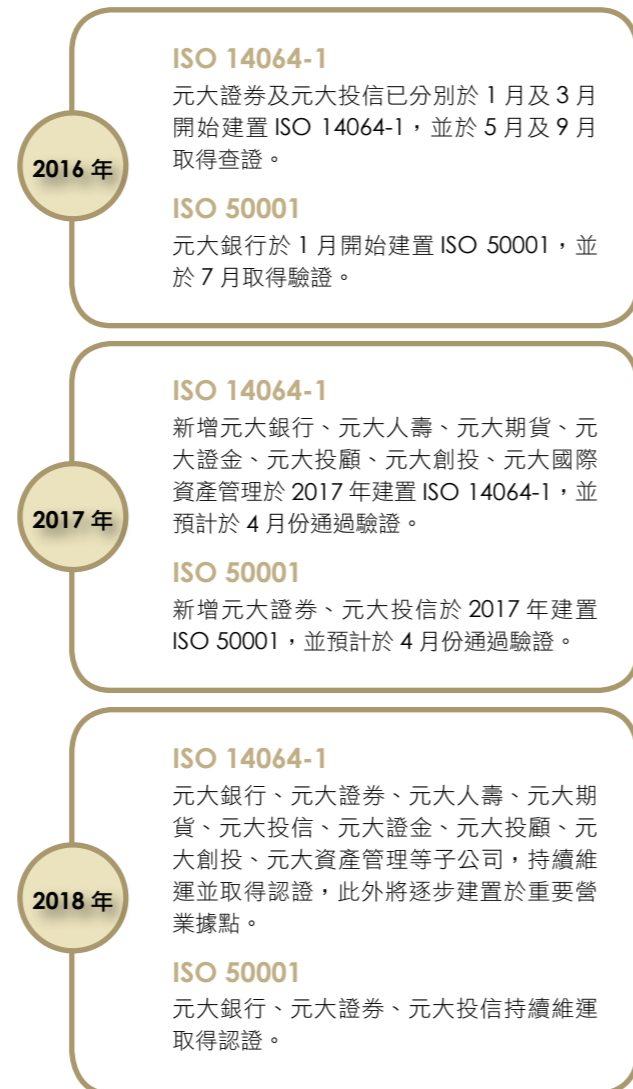 2016 年
ISO 14064-1
元大證券及元大投信已分別於 1 月及 3 月
開始建置 ISO 14064-1，並於 5 月及 9 月
取得查證。
ISO 50001
元大銀行於 1 月開始建置 ISO 50001，並
於 7 月取得驗證。
2017 年
ISO 14064-1
新增元大銀行、元大人壽、元大期貨、元
大證金、元大投顧、元大創投、元大國際
資產管理於 2017 年建置 ISO 14064-1，並
預計於 4 月份通過驗證。
ISO 50001
新增元大證券、元大投信於 2017 年建置
ISO 50001，並預計於 4 月份通過驗證。
2018 年
ISO 14064-1
元大銀行、元大證券、元大人壽、元大期
貨、元大投信、元大證金、元大投顧、元
大創投、元大資產管理等子公司，持續維
運並取得認證，此外將逐步建置於重要營
業據點。
ISO 50001
元大銀行、元大證券、元大投信持續維運
取得認證。